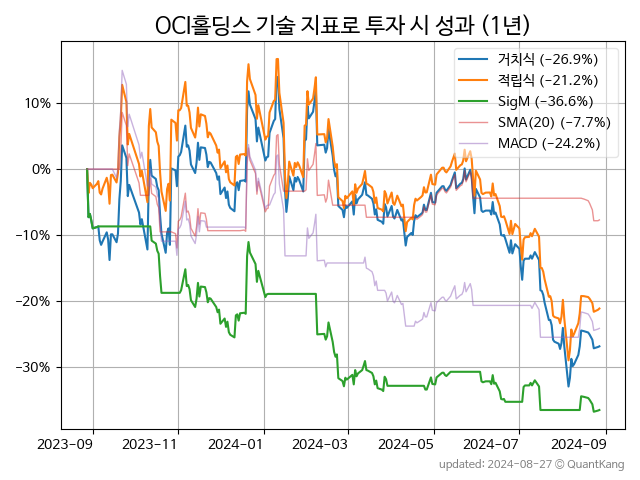 OCI홀딩스 기술 지표로 투자 시 성과 (1년)
거치식 (−26.9%)
적립식 (−21.2%)
SigM (−36.6%)
SMA(20) (−7.7%)
MACD (−24.2%)
10%
0%
−10%
−20%
−30%
2023-09 2023-11 2024-01 2024-03 2024-05 2024-07 2024-09
updated: 2024-08-27 © QuantKang